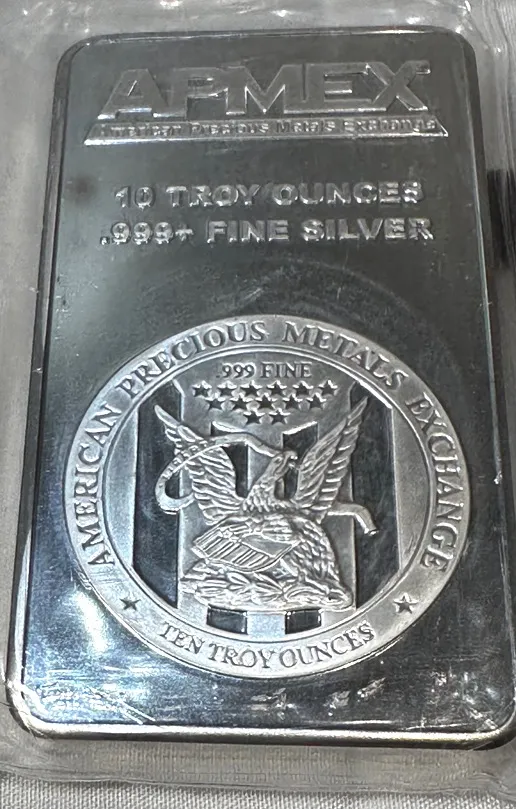 APMEX
American Precious Metals Exchange
10 TROY OUNCES
.999+ FINE SILVER
AMERICAN PRECIOUS METALS EXCHANGE
.999 FINE
TEN TROY OUNCES